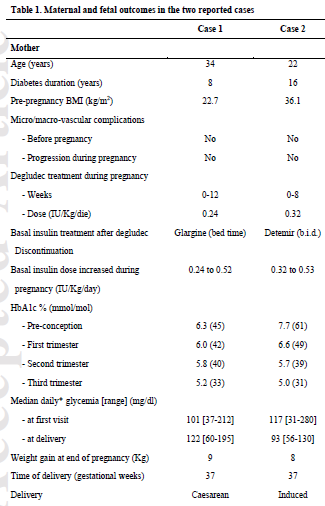 Table 1. Maternal and fetal outcomes in the two reported cases
Case 1 Case 2
Mother
Age (years) 34 22
Diabetes duration (years) 8 16
Pre-pregnancy BMI (kg/m²) 22.7 36.1
Micro/macro-vascular complications
- Before pregnancy No No
- Progression during pregnancy No No
Degludec treatment during pregnancy
- Weeks 0-12 0-8
- Dose (IU/Kg/die) 0.24 0.32
Basal insulin treatment after degludec Glargine (bed time) Detemir (b.i.d.)
Discontinuation
Basal insulin dose increased during 0.24 to 0.52 0.32 to 0.53
pregnancy (IU/Kg/day)
HbA1c % (mmol/mol)
- Pre-conception 6.3 (45) 7.7 (61)
- First trimester 6.0 (42) 6.6 (49)
- Second trimester 5.8 (40) 5.7 (39)
- Third trimester 5.2 (33) 5.0 (31)
Median daily* glycemia [range] (mg/dl)
- at first visit 101 [37-212] 117 [31-280]
- at delivery 122 [60-195] 93 [56-130]
Weight gain at end of pregnancy (Kg) 9 8
Time of delivery (gestational weeks) 37 37
Delivery Caesarean Induced